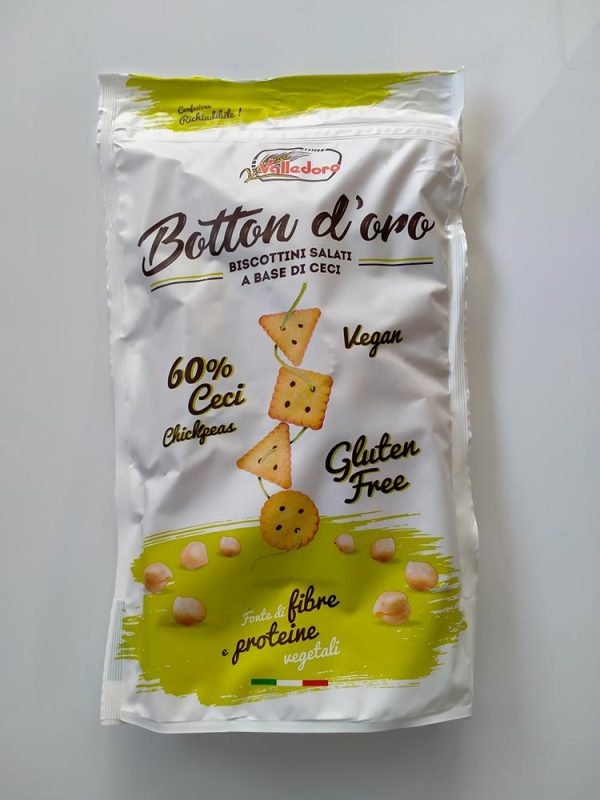 Confezione
Richiudibile!
Valledoro
Botton d'oro
BISCOTTINI SALATI
A BASE DI CECI
Vegan
60%
Ceci
Chickpeas
Gluten
Free
Fonte di fibre
e proteine
vegetali